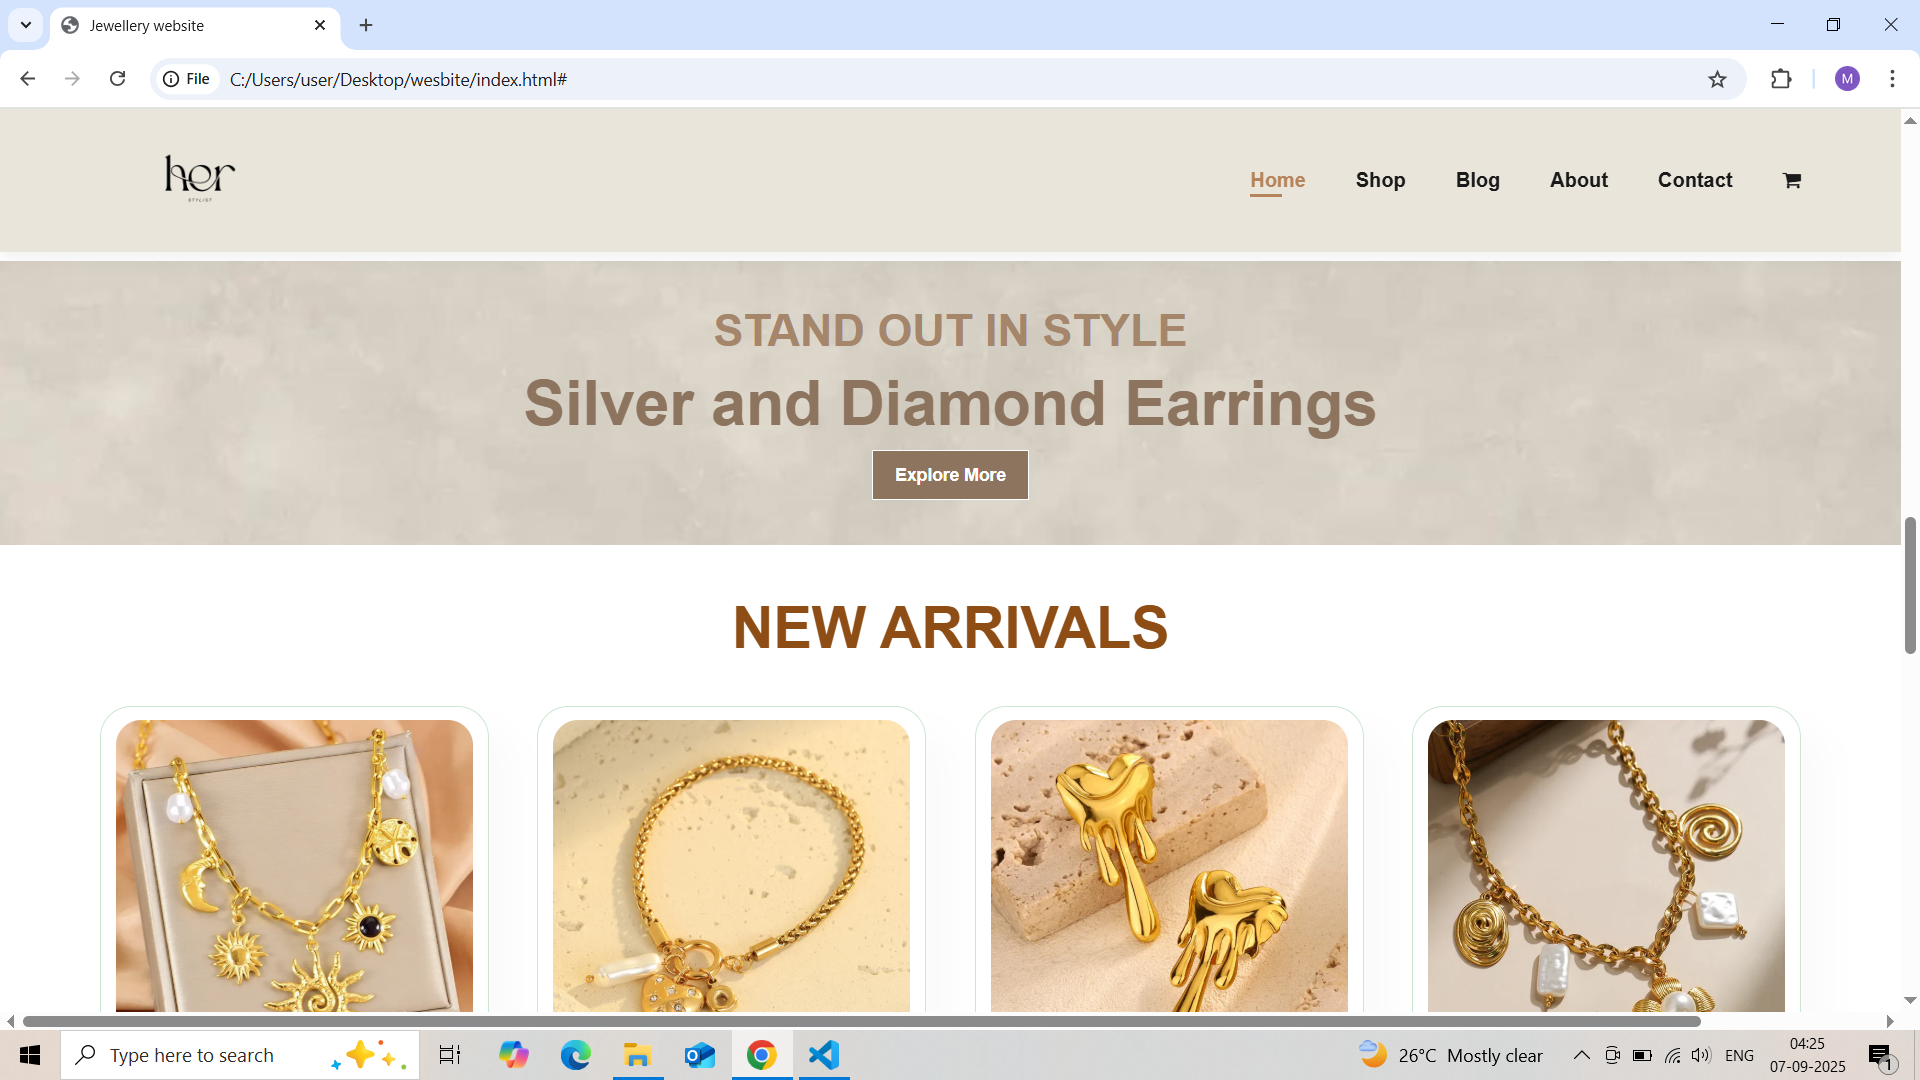 Jewellery website
File
C:/Users/user/Desktop/wesbite/index.html#
M
her
STYLIST
Home Shop Blog About Contact
STAND OUT IN STYLE
Silver and Diamond Earrings
Explore More
NEW ARRIVALS
Type here to search
26°C Mostly clear
ENG
04:25
07-09-2025
1